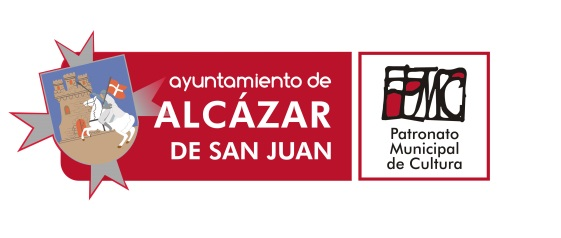 ayuntamiento de
ALCÁZAR
DE SAN JUAN
PMC
Patronato
Municipal
de Cultura